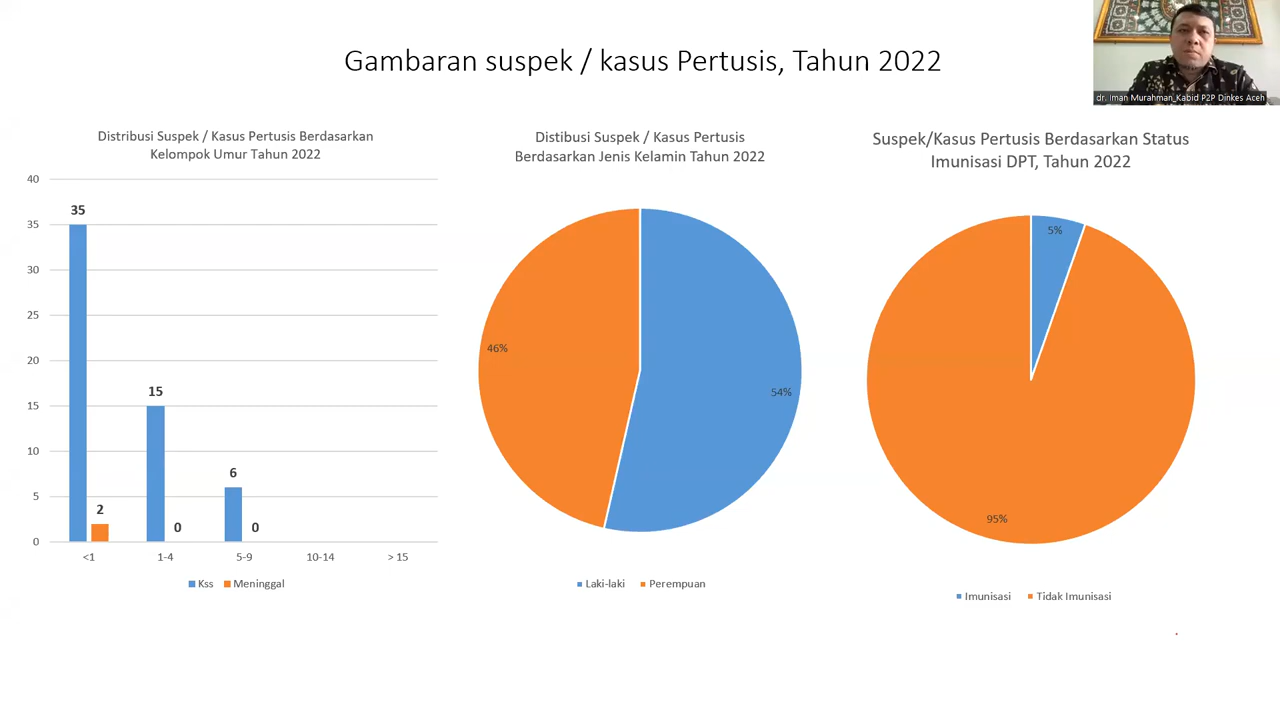 Gambaran suspek / kasus Pertusis, Tahun 2022
dr. Iman Murahman_Kabid P2P Dinkes Aceh
Distribusi Suspek / Kasus Pertusis Berdasarkan
Kelompok Umur Tahun 2022
40
35
30
25
20
15
10
5
0
35
2
15
0
6
0
<1
1-4
5-9
10-14
> 15
Kss
Meninggal
Distibusi Suspek / Kasus Pertusis
Berdasarkan Jenis Kelamin Tahun 2022
46%
54%
Laki-laki
Perempuan
Suspek/Kasus Pertusis Berdasarkan Status
Imunisasi DPT, Tahun 2022
5%
95%
Imunisasi
Tidak Imunisasi